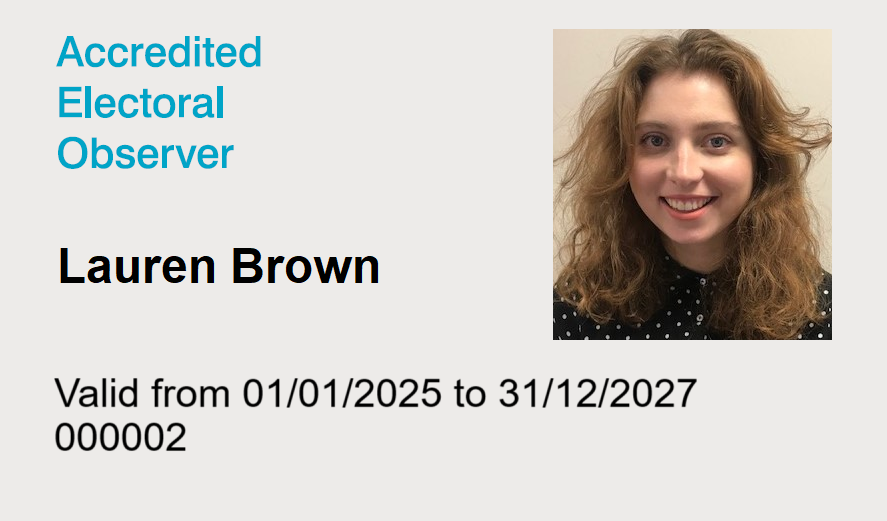 Accredited
Electoral
Observer
Lauren Brown
Valid from 01/01/2025 to 31/12/2027
000002